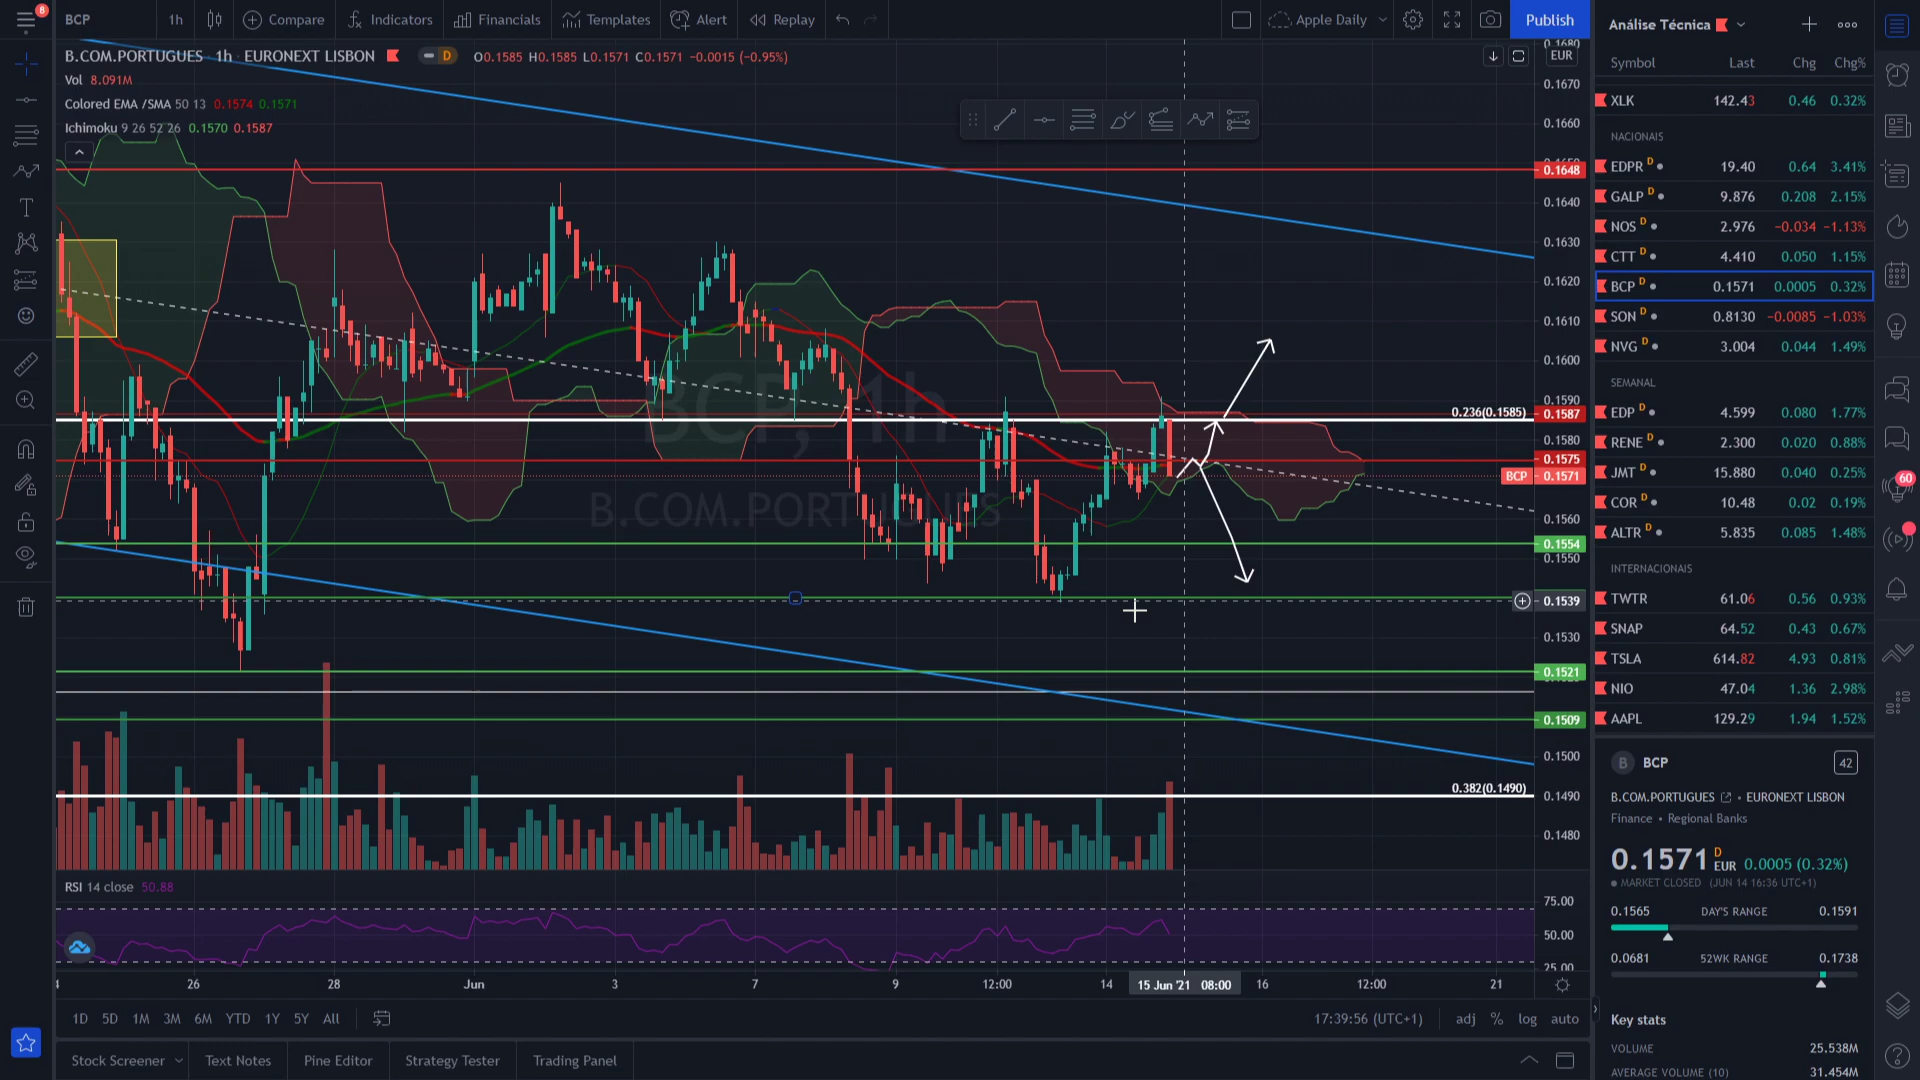 8
BCP 1h Compare Indicators Financials Templates Alert Replay Apple Daily Publish
B.COM.PORTUGUES · 1h · EURONEXT LISBON D O0.1585 H0.1585 L0.1571 C0.1571 −0.0015 (−0.95%)
Vol 8.091M
Colored EMA /SMA 50 13 0.1574 0.1571
Ichimoku 9 26 52 26 0.1570 0.1587
BCP, 1h
B.COM.PORTUGUES
0.1680
EUR
0.1670
0.1660
0.1650
0.1648
0.1640
0.1630
0.1620
0.1610
0.1600
0.1590
0.236(0.1585) 0.1587
0.1580
0.1575
BCP 0.1571
0.1560
0.1554
0.1550
0.1539
0.1530
0.1521
0.1509
0.1500
0.382(0.1490) 0.1490
0.1480
RSI 14 close 50.88
75.00
50.00
25.00
26 28 Jun 3 7 9 12:00 14 15 Jun '21 08:00 16 12:00 21
1D 5D 1M 3M 6M YTD 1Y 5Y All 17:39:56 (UTC+1) adj % log auto
Stock Screener Text Notes Pine Editor Strategy Tester Trading Panel
Análise Técnica
Symbol Last Chg Chg%
XLK 142.43 0.46 0.32%
NACIONAIS
EDPR D 19.40 0.64 3.41%
GALP D 9.876 0.208 2.15%
NOS D 2.976 −0.034 −1.13%
CTT D 4.410 0.050 1.15%
BCP D 0.1571 0.0005 0.32%
SON D 0.8130 −0.0085 −1.03%
NVG D 3.004 0.044 1.49%
SEMANAL
EDP D 4.599 0.080 1.77%
RENE D 2.300 0.020 0.88%
JMT D 15.880 0.040 0.25%
COR D 10.48 0.02 0.19%
ALTR D 5.835 0.085 1.48%
INTERNACIONAIS
TWTR 61.06 0.56 0.93%
SNAP 64.52 0.43 0.67%
TSLA 614.82 4.93 0.81%
NIO 47.04 1.36 2.98%
AAPL 129.29 1.94 1.52%
B BCP 42
B.COM.PORTUGUES • EURONEXT LISBON
Finance • Regional Banks
0.1571 D EUR 0.0005 (0.32%)
MARKET CLOSED (JUN 14 16:36 UTC+1)
0.1565 DAY'S RANGE 0.1591
0.0681 52WK RANGE 0.1738
Key stats
VOLUME 25.538M
AVERAGE VOLUME (10) 31.454M
60